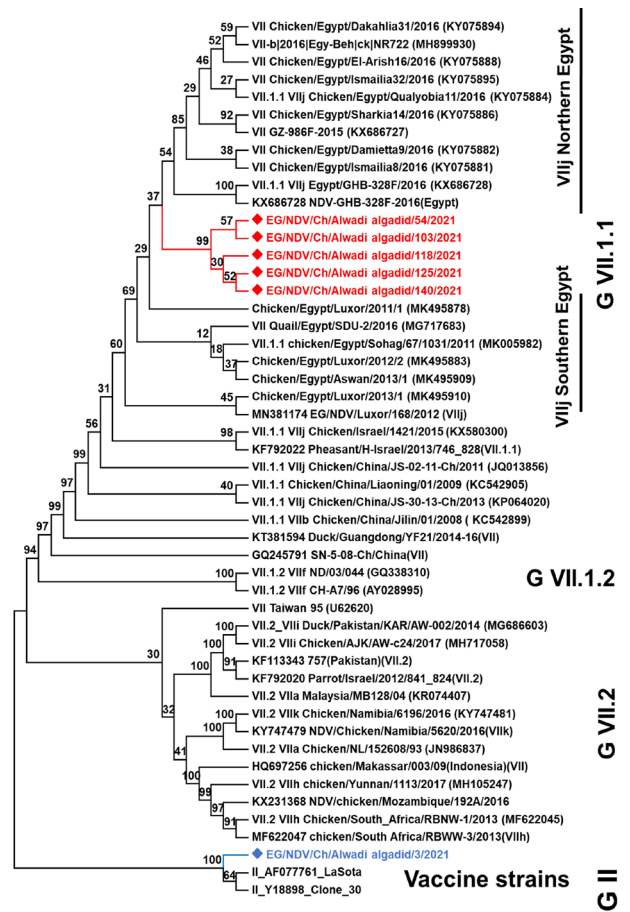 59 VII Chicken/Egypt/Dakahlia31/2016 (KY075894)
VII-b|2016|Egy-Beh|ck|NR722 (MH899930)
52
VII Chicken/Egypt/El-Arish16/2016 (KY075888)
46
VII Chicken/Egypt/Ismailia32/2016 (KY075895)
27
VII.1.1 VIIj Chicken/Egypt/Qualyobia11/2016 (KY075884)
29
VII Chicken/Egypt/Sharkia14/2016 (KY075886)
92
VII GZ-986F-2015 (KX686727)
85
VII Chicken/Egypt/Damietta9/2016 (KY075882)
38
VII Chicken/Egypt/Ismailia8/2016 (KY075881)
54
VII.1.1 VIIj Egypt/GHB-328F/2016 (KX686728)
100
KX686728 NDV-GHB-328F-2016(Egypt)
VIIj Northern Egypt
37
EG/NDV/Ch/Alwadi algadid/54/2021
57
EG/NDV/Ch/Alwadi algadid/103/2021
99
EG/NDV/Ch/Alwadi algadid/118/2021
30
EG/NDV/Ch/Alwadi algadid/125/2021
52
EG/NDV/Ch/Alwadi algadid/140/2021
G VII.1.1
29
Chicken/Egypt/Luxor/2011/1 (MK495878)
69
VII Quail/Egypt/SDU-2/2016 (MG717683)
12
VII.1.1 chicken/Egypt/Sohag/67/1031/2011 (MK005982)
18
Chicken/Egypt/Luxor/2012/2 (MK495883)
37
Chicken/Egypt/Aswan/2013/1 (MK495909)
60
Chicken/Egypt/Luxor/2013/1 (MK495910)
45
MN381174 EG/NDV/Luxor/168/2012 (VIIj)
VIIj Southern Egypt
31
VII.1.1 VIIj Chicken/Israel/1421/2015 (KX580300)
98
KF792022 Pheasant/H-Israel/2013/746_828(VII.1.1)
56
VII.1.1 VIIj Chicken/China/JS-02-11-Ch/2011 (JQ013856)
99
VII.1.1 Chicken/China/Liaoning/01/2009 (KC542905)
40
VII.1.1 VIIj Chicken/China/JS-30-13-Ch/2013 (KP064020)
97
VII.1.1 VIIb Chicken/China/Jilin/01/2008 ( KC542899)
99
KT381594 Duck/Guangdong/YF21/2014-16(VII)
97
GQ245791 SN-5-08-Ch/China(VII)
94
VII.1.2 VIIf ND/03/044 (GQ338310)
100
VII.1.2 VIIf CH-A7/96 (AY028995)
G VII.1.2
VII Taiwan 95 (U62620)
30
VII.2_VIIi Duck/Pakistan/KAR/AW-002/2014 (MG686603)
100
VII.2 VIIi Chicken/AJK/AW-c24/2017 (MH717058)
100
KF113343 757(Pakistan)(VII.2)
91
KF792020 Parrot/Israel/2012/841_824(VII.2)
100
VII.2 VIIa Malaysia/MB128/04 (KR074407)
32
VII.2 VIIk Chicken/Namibia/6196/2016 (KY747481)
100
KY747479 NDV/Chicken/Namibia/5620/2016(VIIk)
100
VII.2 VIIa Chicken/NL/152608/93 (JN986837)
41
HQ697256 chicken/Makassar/003/09(Indonesia)(VII)
100
VII.2 VIIh chicken/Yunnan/1113/2017 (MH105247)
99
KX231368 NDV/chicken/Mozambique/192A/2016
97
VII.2 VIIh Chicken/South_Africa/RBNW-1/2013 (MF622045)
91
MF622047 chicken/South Africa/RBWW-3/2013(VIIh)
G VII.2
EG/NDV/Ch/Alwadi algadid/3/2021
100
II_AF077761_LaSota
64
II_Y18898_Clone_30
Vaccine strains
G II